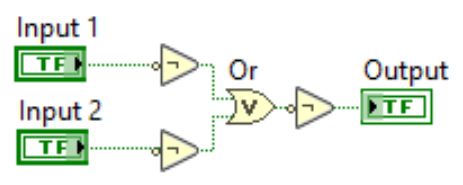 Input 1
TF
Or
Output
V
TF
Input 2
TF